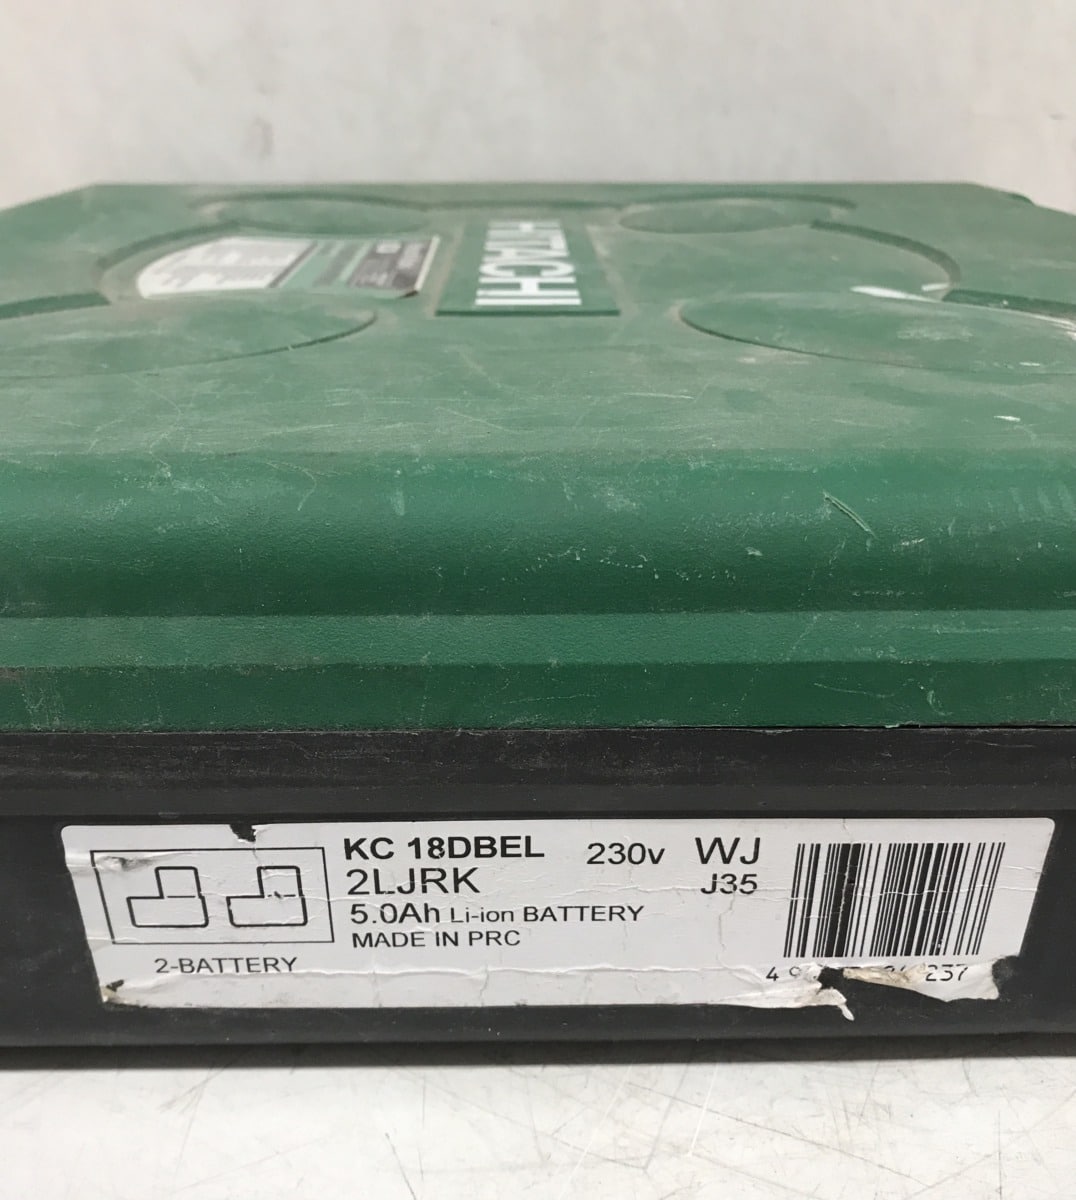 HITACHI
KC 18DBEL 230v WJ
2LJRK J35
5.0Ah Li-ion BATTERY
MADE IN PRC
2-BATTERY